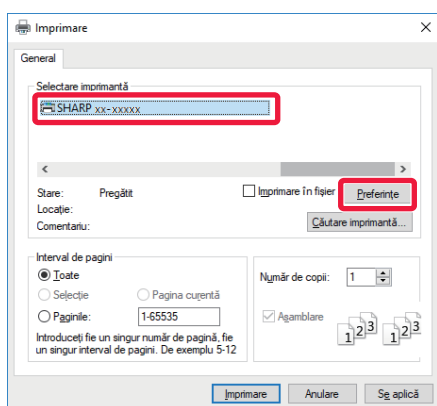 Imprimare
General
Selectare imprimantă
SHARP xx-xxxxx
Stare: Pregătit
Imprimare în fișier
Preferințe
Locație:
Comentariu:
Căutare imprimantă...
Interval de pagini
Toate
Selecție
Pagina curentă
Paginile: 1-65535
Introduceți fie un singur număr de pagină, fie
un singur interval de pagini. De exemplu 5-12
Număr de copii: 1
Asamblare
1 2 3 1 2 3
Imprimare Anulare Se aplică